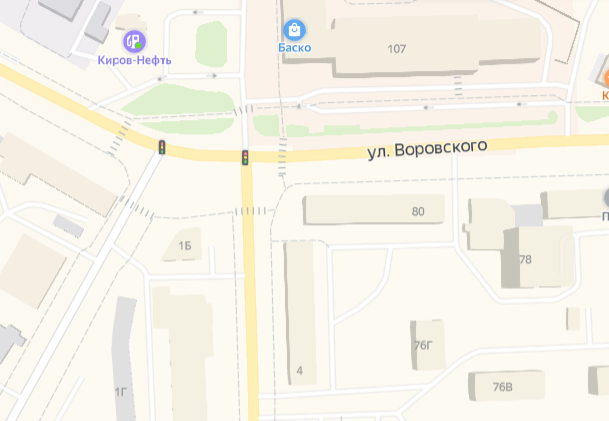 Киров-Нефть
Баско
107
К
ул. Воровского
80
П
1Б
78
4
76Г
1Г
76В